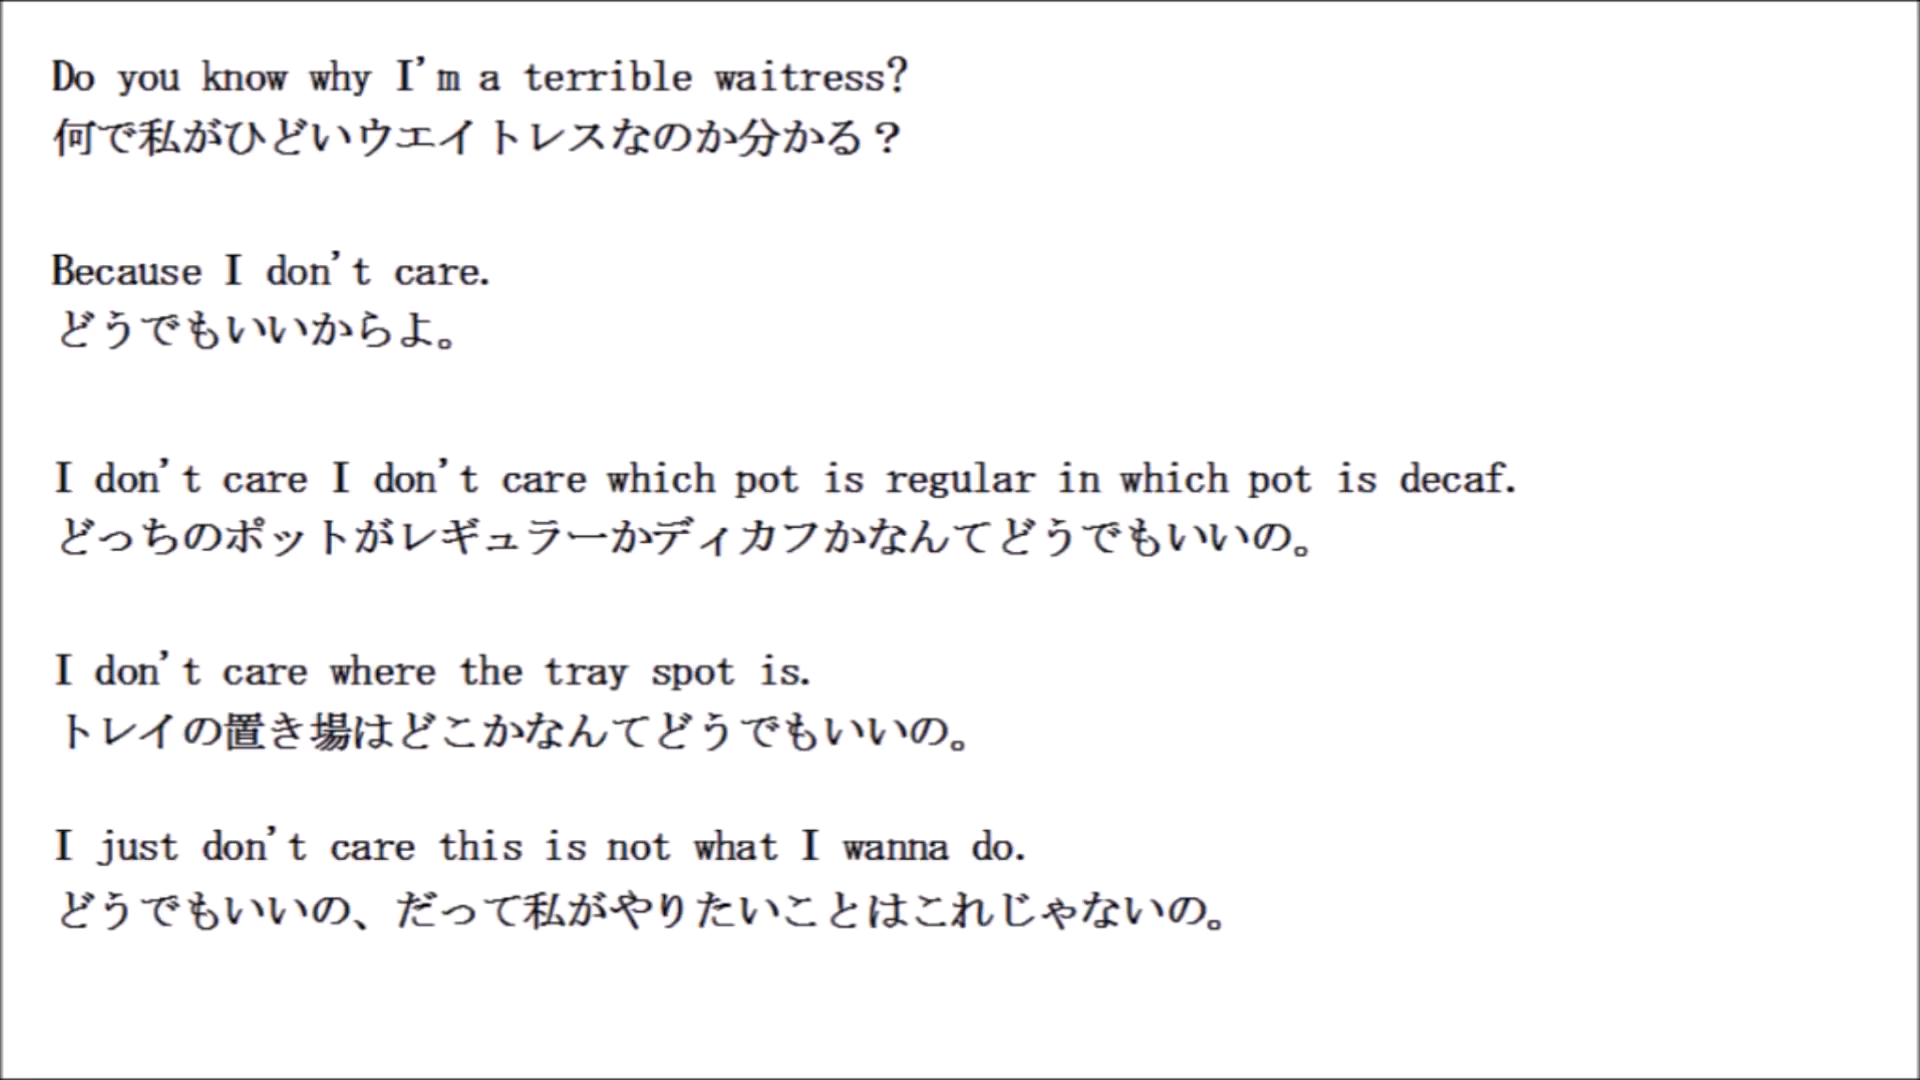 Do you know why I'm a terrible waitress?
何で私がひどいウエイトレスなのか分かる？
Because I don't care.
どうでもいいからよ。
I don't care I don't care which pot is regular in which pot is decaf.
どっちのポットがレギュラーかディカフかなんてどうでもいいの。
I don't care where the tray spot is.
トレイの置き場はどこかなんてどうでもいいの。
I just don't care this is not what I wanna do.
どうでもいいの、だって私がやりたいことはこれじゃないの。